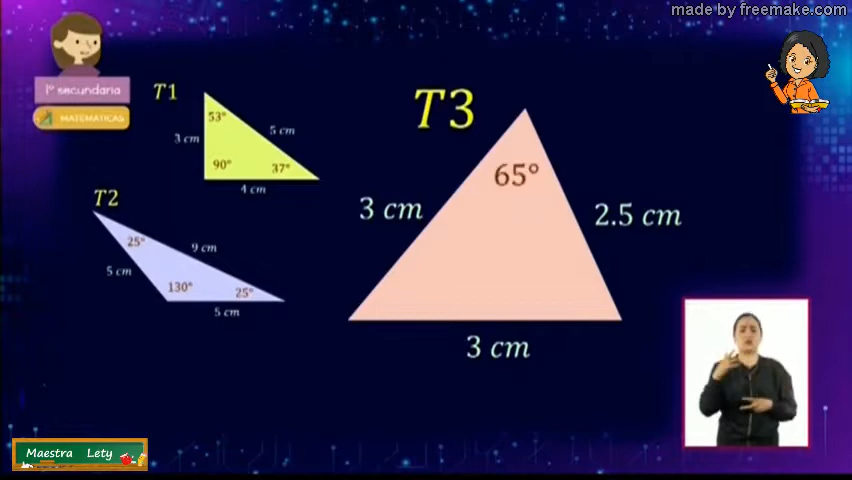 made by freemake.com
1° secundaria
MATEMÁTICAS
T1
53°
3 cm
5 cm
90°
37°
4 cm
T2
25°
9 cm
5 cm
130°
25°
5 cm
T3
65°
3 cm
2.5 cm
3 cm
Maestra Lety